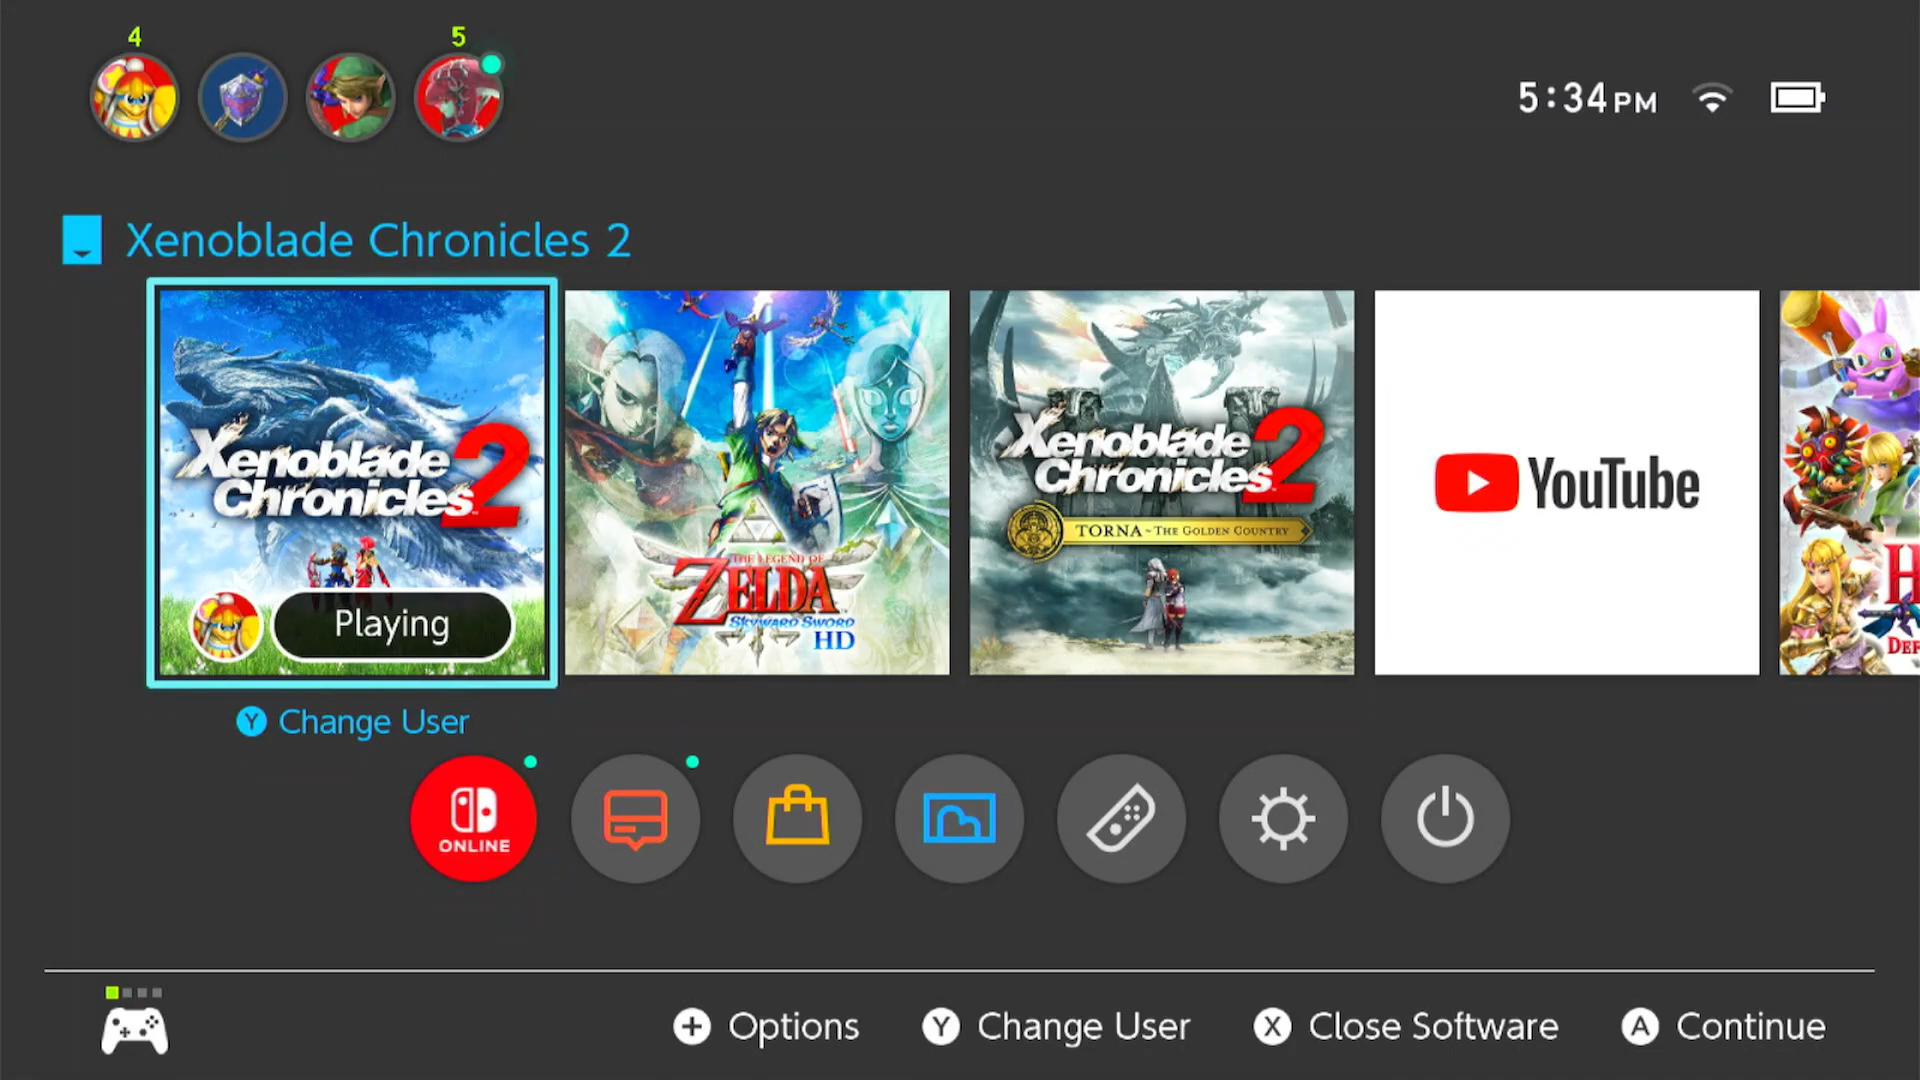 4
5
5:34 PM
Xenoblade Chronicles 2
Xenoblade
Chronicles 2
Playing
THE LEGEND OF
ZELDA
SKYWARD SWORD
HD
Xenoblade
Chronicles 2
TORNA ~ THE GOLDEN COUNTRY
YouTube
H
DEF
Y Change User
ONLINE
+ Options
Y Change User
X Close Software
A Continue